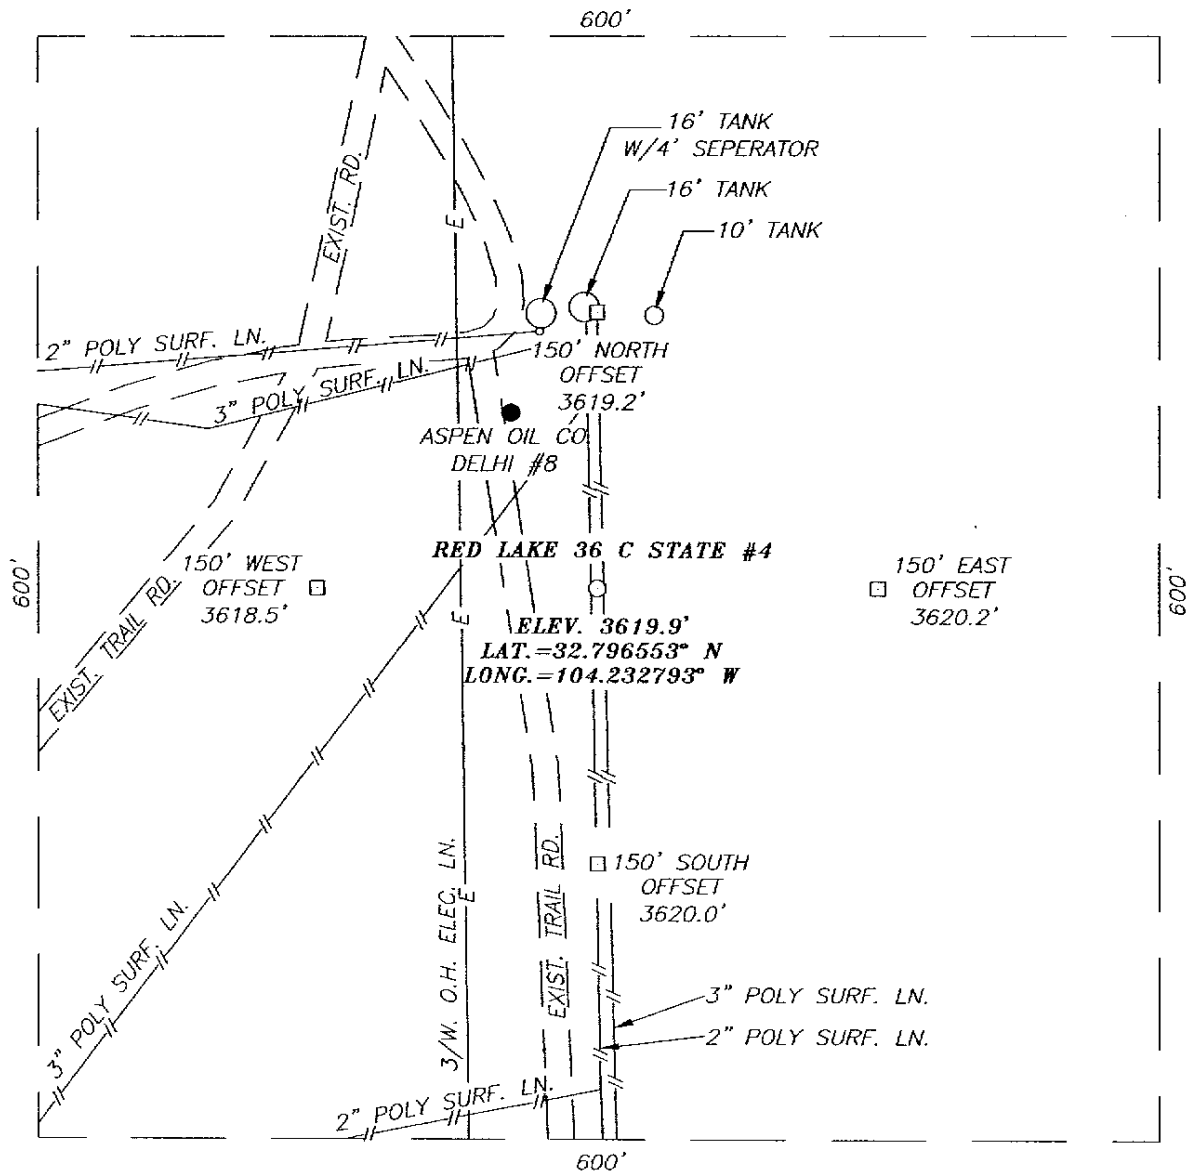 600'
16' TANK
W/4' SEPERATOR
16' TANK
10' TANK
EXIST. RD.
2" POLY SURF. LN.
3" POLY SURF. LN.
150' NORTH
OFFSET
3619.2'
ASPEN OIL CO.
DELHI #8
E
RED LAKE 36 C STATE #4
600'
150' WEST
OFFSET
3618.5'
150' EAST
OFFSET
3620.2'
600'
E
ELEV. 3619.9'
LAT.=32.796553° N
LONG.=104.232793° W
EXIST. TRAIL RD.
150' SOUTH
OFFSET
3620.0'
3/W. O.H. ELEC. LN.
E
EXIST. TRAIL RD.
3" POLY SURF. LN.
3" POLY SURF. LN.
2" POLY SURF. LN.
2" POLY SURF. LN.
600'